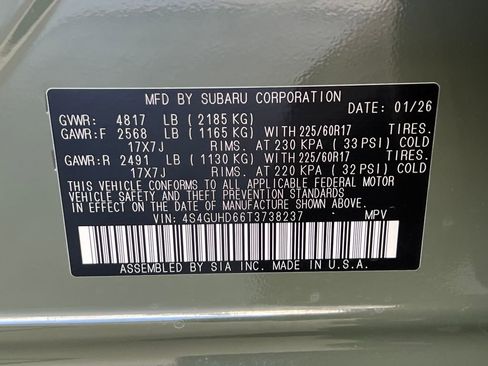 MFD BY SUBARU CORPORATION
DATE: 01/26
GVWR: 4817 LB (2185 KG)
GAWR:F 2568 LB (1165 KG) WITH 225/60R17 TIRES.
17X7J RIMS. AT 230 KPA (33 PSI) COLD
GAWR:R 2491 LB (1130 KG) WITH 225/60R17 TIRES.
17X7J RIMS. AT 220 KPA (32 PSI) COLD
THIS VEHICLE CONFORMS TO ALL APPLICABLE FEDERAL MOTOR
VEHICLE SAFETY AND THEFT PREVENTION STANDARDS
IN EFFECT ON THE DATE OF MANUFACTURE SHOWN ABOVE.
VIN: 4S4GUHD66T3738237 MPV
ASSEMBLED BY SIA INC. MADE IN U.S.A.